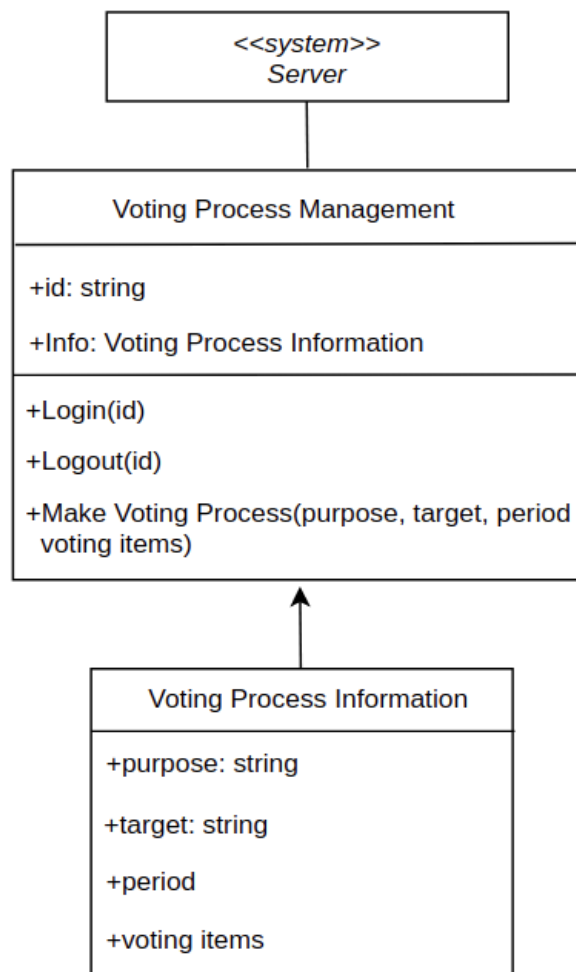 <<system>>
Server
Voting Process Management
+id: string
+Info: Voting Process Information
+Login(id)
+Logout(id)
+Make Voting Process(purpose, target, period
voting items)
Voting Process Information
+purpose: string
+target: string
+period
+voting items